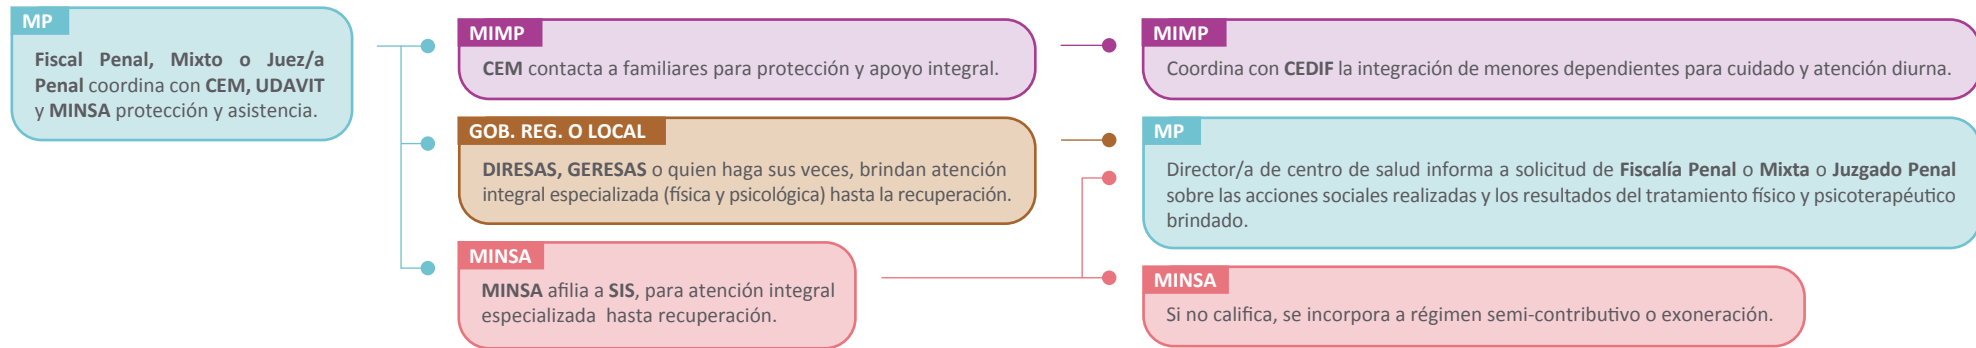 MP
Fiscal Penal, Mixto o Juez/a
Penal coordina con CEM, UDAVIT
y MINSA protección y asistencia.
MIMP
CEM contacta a familiares para protección y apoyo integral.
MIMP
Coordina con CEDIF la integración de menores dependientes para cuidado y atención diurna.
GOB. REG. O LOCAL
DIRESAS, GERESAS o quien haga sus veces, brindan atención
integral especializada (física y psicológica) hasta la recuperación.
MP
Director/a de centro de salud informa a solicitud de Fiscalía Penal o Mixta o Juzgado Penal
sobre las acciones sociales realizadas y los resultados del tratamiento físico y psicoterapéutico
brindado.
MINSA
MINSA afilia a SIS, para atención integral
especializada hasta recuperación.
MINSA
Si no califica, se incorpora a régimen semi-contributivo o exoneración.